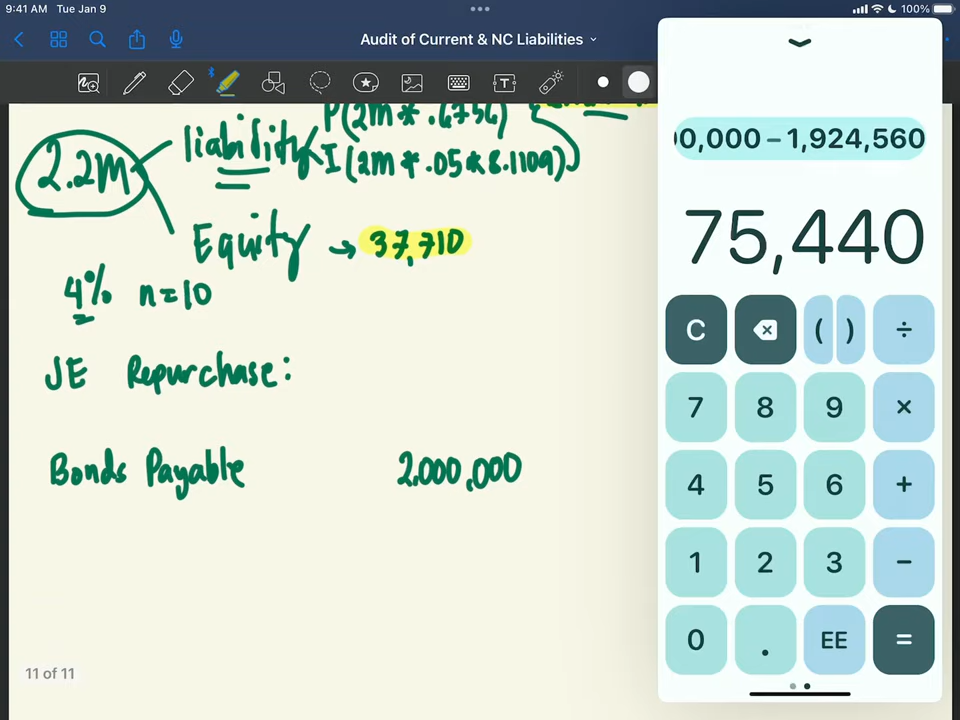 9:41 AM Tue Jan 9
100%
Audit of Current & NC Liabilities
P(2m * .6756)
2.2m liability I(2m * .05 * 8.1109)
Equity → 37,710
4% n=10
JE Repurchase:
Bonds Payable 2,000,000
11 of 11
00,000 − 1,924,560
75,440
C ( ) ÷
7 8 9 ×
4 5 6 +
1 2 3 −
0 . EE =